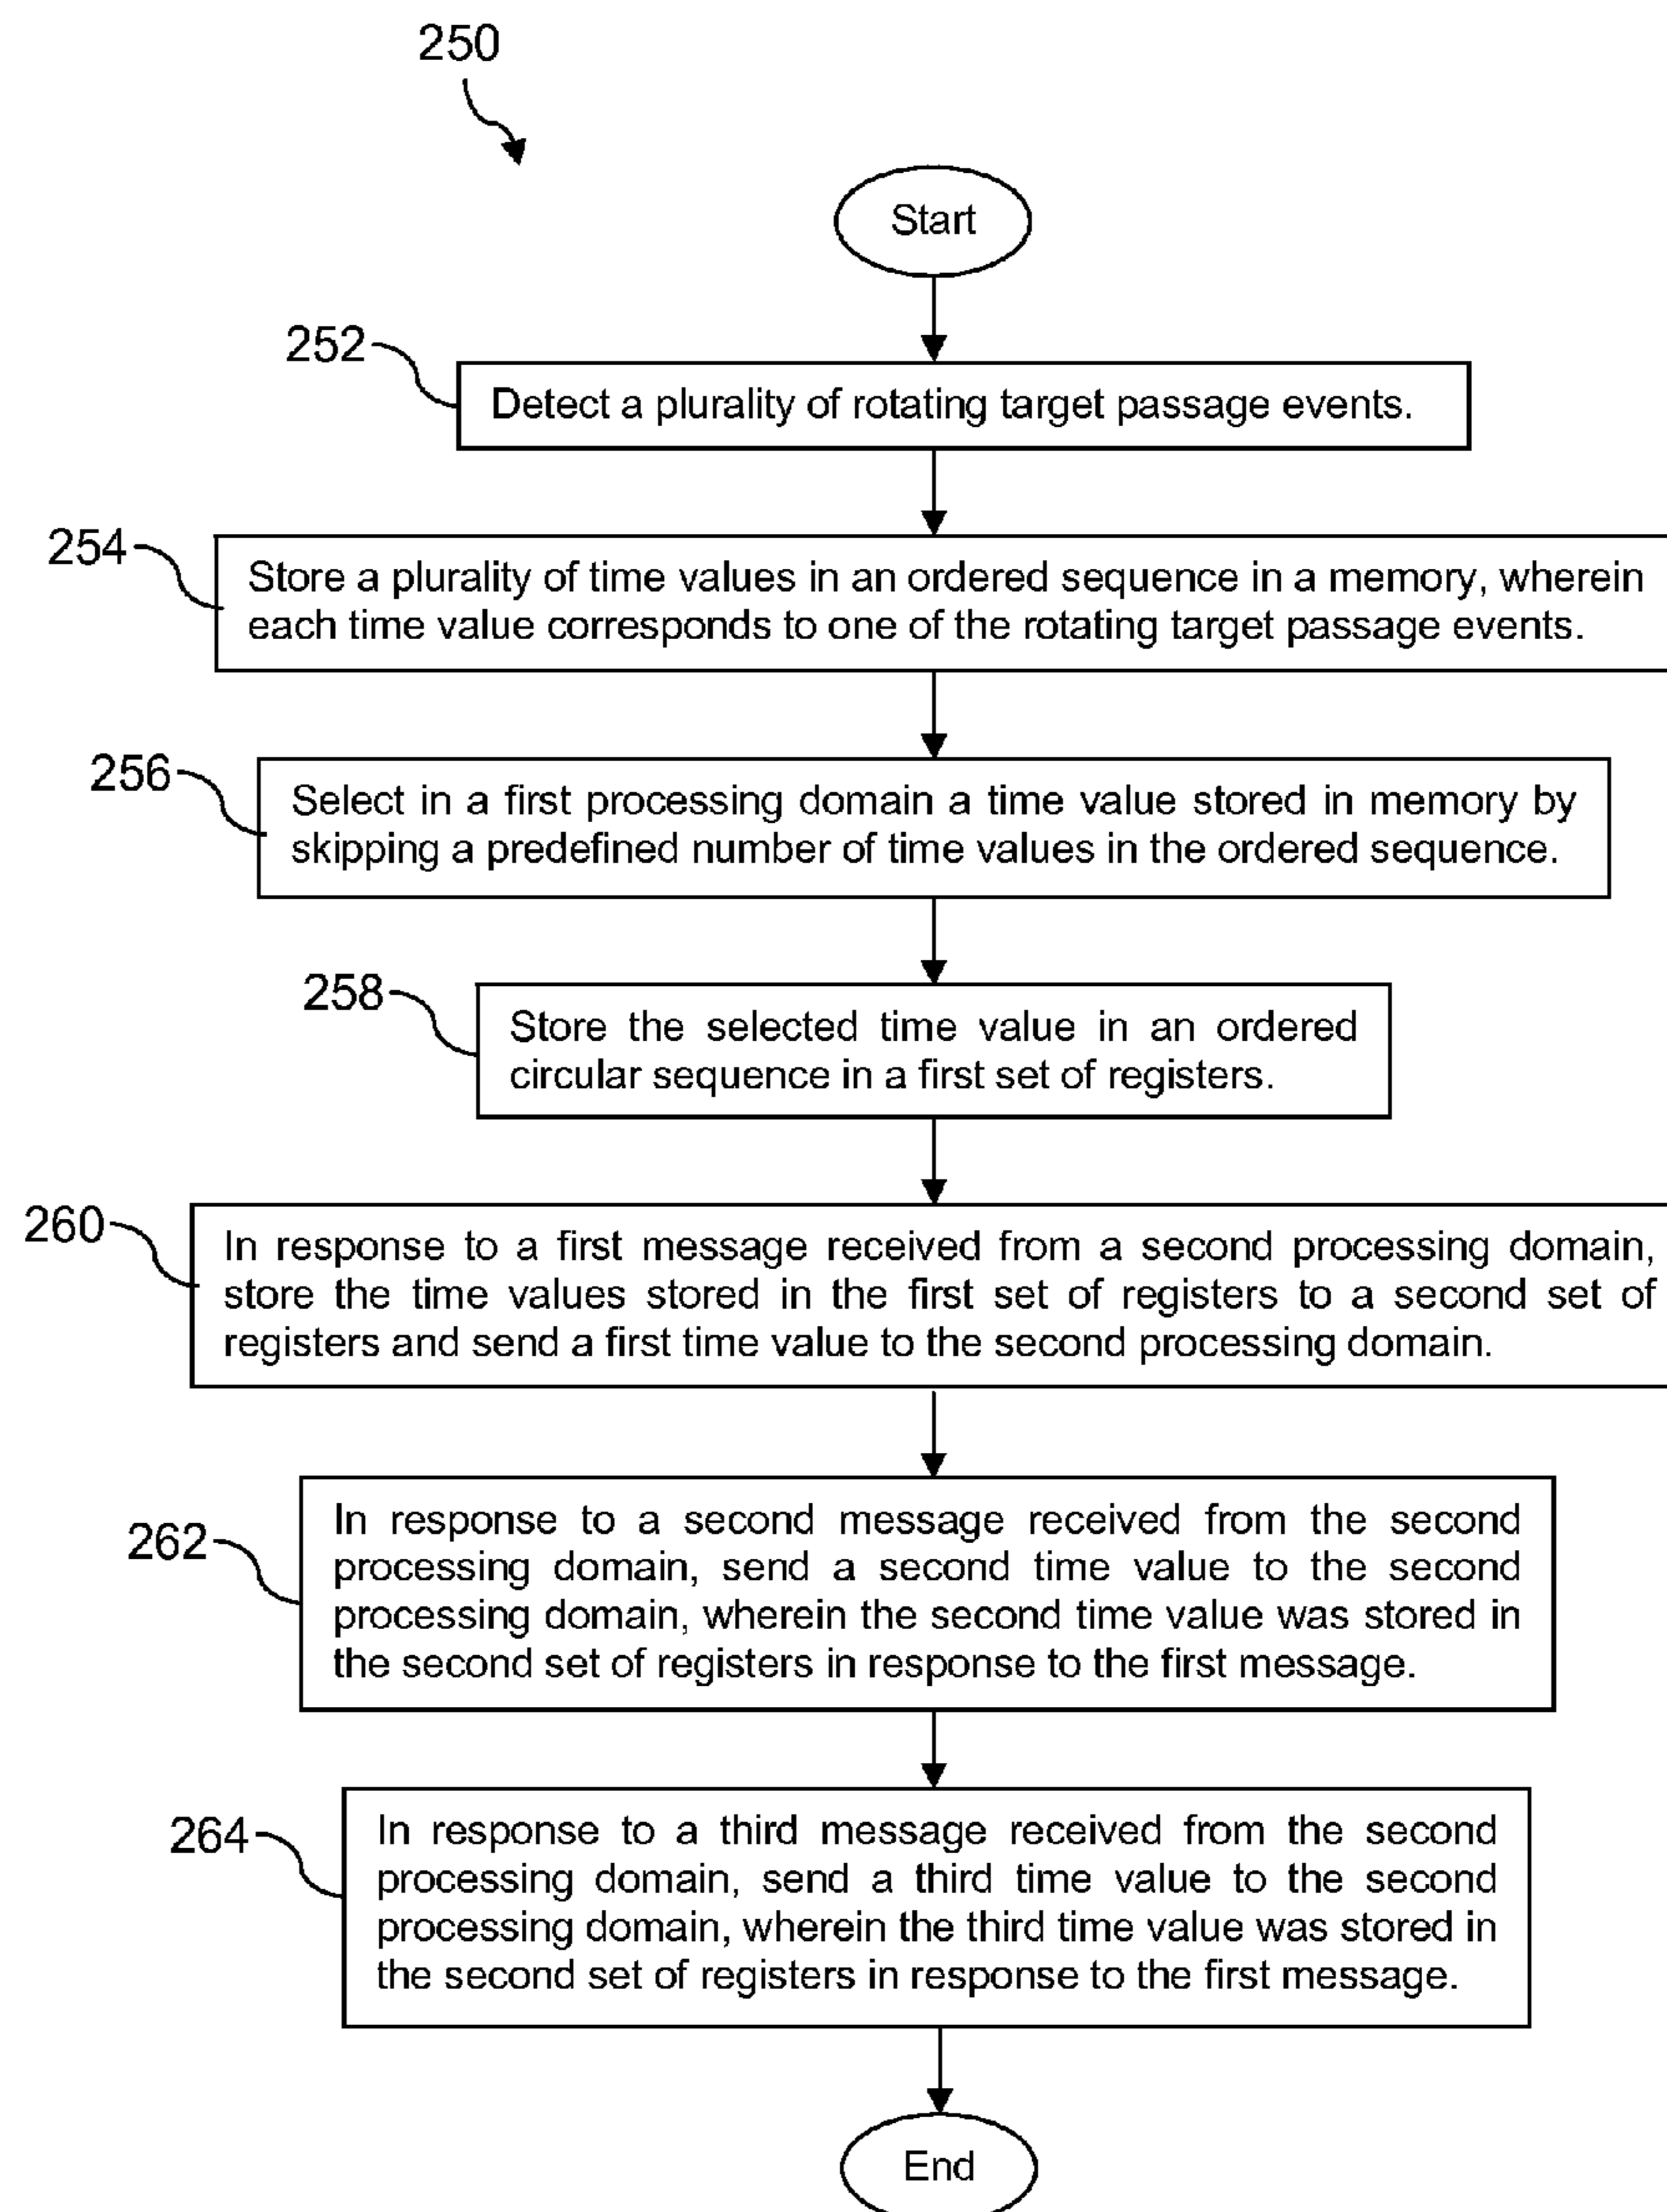 250
Start
252
Detect a plurality of rotating target passage events.
254
Store a plurality of time values in an ordered sequence in a memory, wherein
each time value corresponds to one of the rotating target passage events.
256
Select in a first processing domain a time value stored in memory by
skipping a predefined number of time values in the ordered sequence.
258
Store the selected time value in an ordered
circular sequence in a first set of registers.
260
In response to a first message received from a second processing domain,
store the time values stored in the first set of registers to a second set of
registers and send a first time value to the second processing domain.
262
In response to a second message received from the second
processing domain, send a second time value to the second
processing domain, wherein the second time value was stored in
the second set of registers in response to the first message.
264
In response to a third message received from the second
processing domain, send a third time value to the second
processing domain, wherein the third time value was stored in
the second set of registers in response to the first message.
End